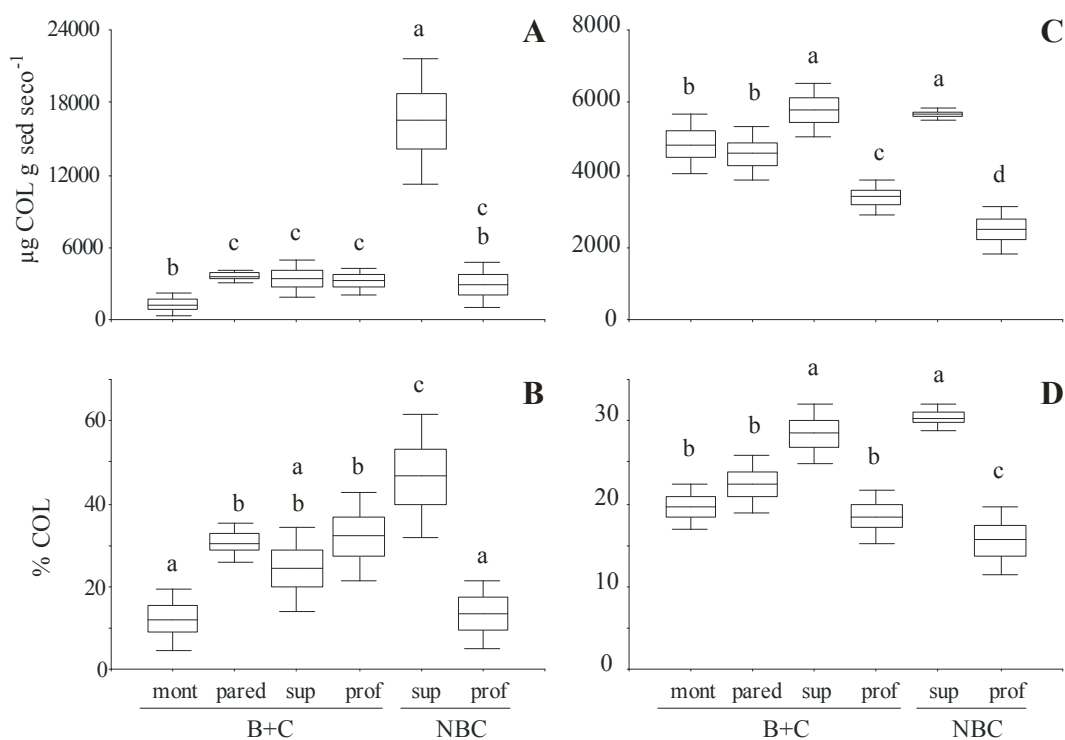 A
µg COL g sed seco⁻¹
24000
18000
12000
6000
0
b
c
c
c
a
c
b
C
8000
6000
4000
2000
0
b
b
a
c
a
d
B
% COL
60
40
20
0
a
b
a
b
b
c
a
mont pared sup prof sup prof
B+C NBC
D
30
20
10
0
b
b
a
b
a
c
mont pared sup prof sup prof
B+C NBC